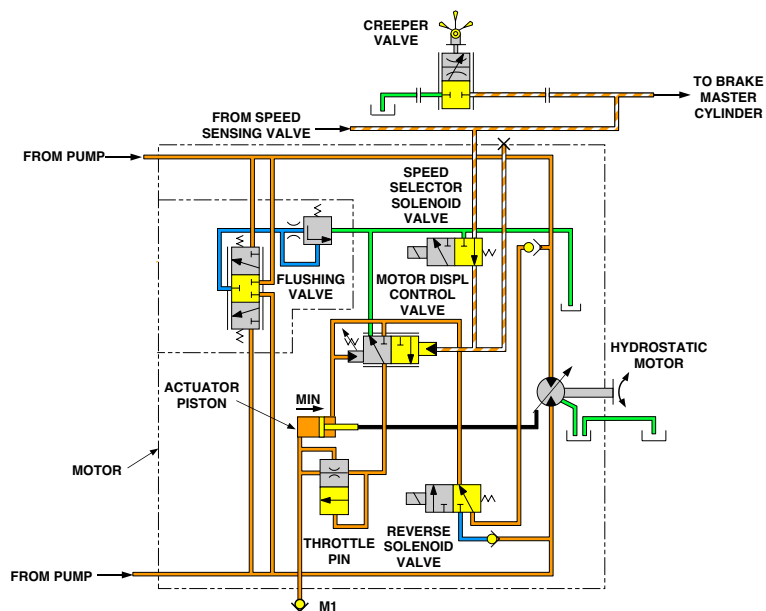 CREEPER
VALVE
TO BRAKE
MASTER
CYLINDER
FROM SPEED
SENSING VALVE
FROM PUMP
SPEED
SELECTOR
SOLENOID
VALVE
FLUSHING
VALVE
MOTOR DISPL
CONTROL
VALVE
HYDROSTATIC
MOTOR
ACTUATOR
PISTON
MIN
MOTOR
THROTTLE
PIN
REVERSE
SOLENOID
VALVE
FROM PUMP
M1